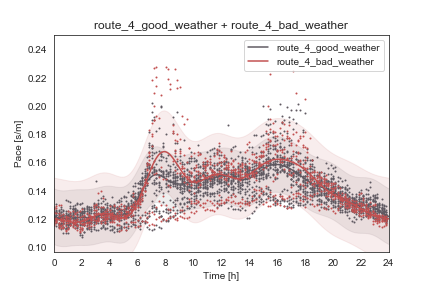 route_4_good_weather + route_4_bad_weather
route_4_good_weather
route_4_bad_weather
0.24
0.22
0.20
0.18
0.16
0.14
0.12
0.10
Pace [s/m]
0 2 4 6 8 10 12 14 16 18 20 22 24
Time [h]